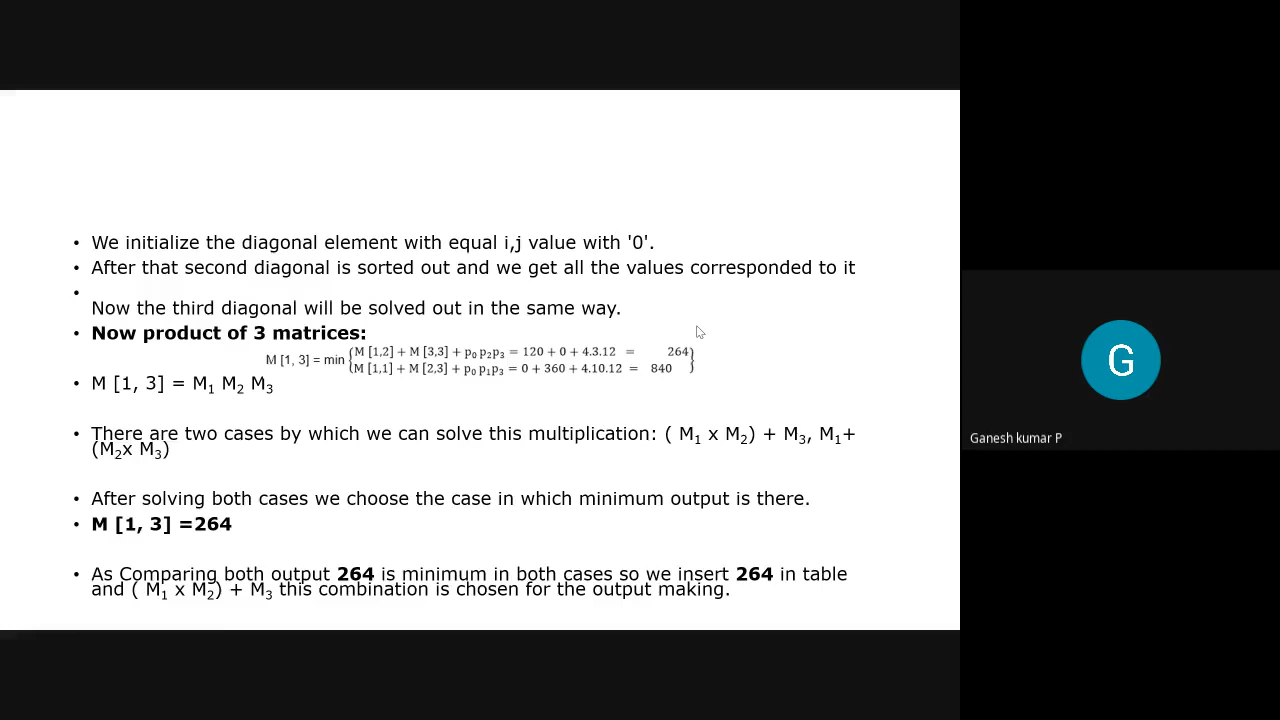 • We initialize the diagonal element with equal i,j value with '0'.
• After that second diagonal is sorted out and we get all the values corresponded to it
•
Now the third diagonal will be solved out in the same way.
• Now product of 3 matrices:
M [1, 3] = min {M [1,2] + M [3,3] + p₀ p₂p₃ = 120 + 0 + 4.3.12 = 264}
{M [1,1] + M [2,3] + p₀ p₁p₃ = 0 + 360 + 4.10.12 = 840}
• M [1, 3] = M₁ M₂ M₃
• There are two cases by which we can solve this multiplication: ( M₁ x M₂) + M₃, M₁+
(M₂x M₃)
• After solving both cases we choose the case in which minimum output is there.
• M [1, 3] =264
• As Comparing both output 264 is minimum in both cases so we insert 264 in table
and ( M₁ x M₂) + M₃ this combination is chosen for the output making.
G
Ganesh kumar P